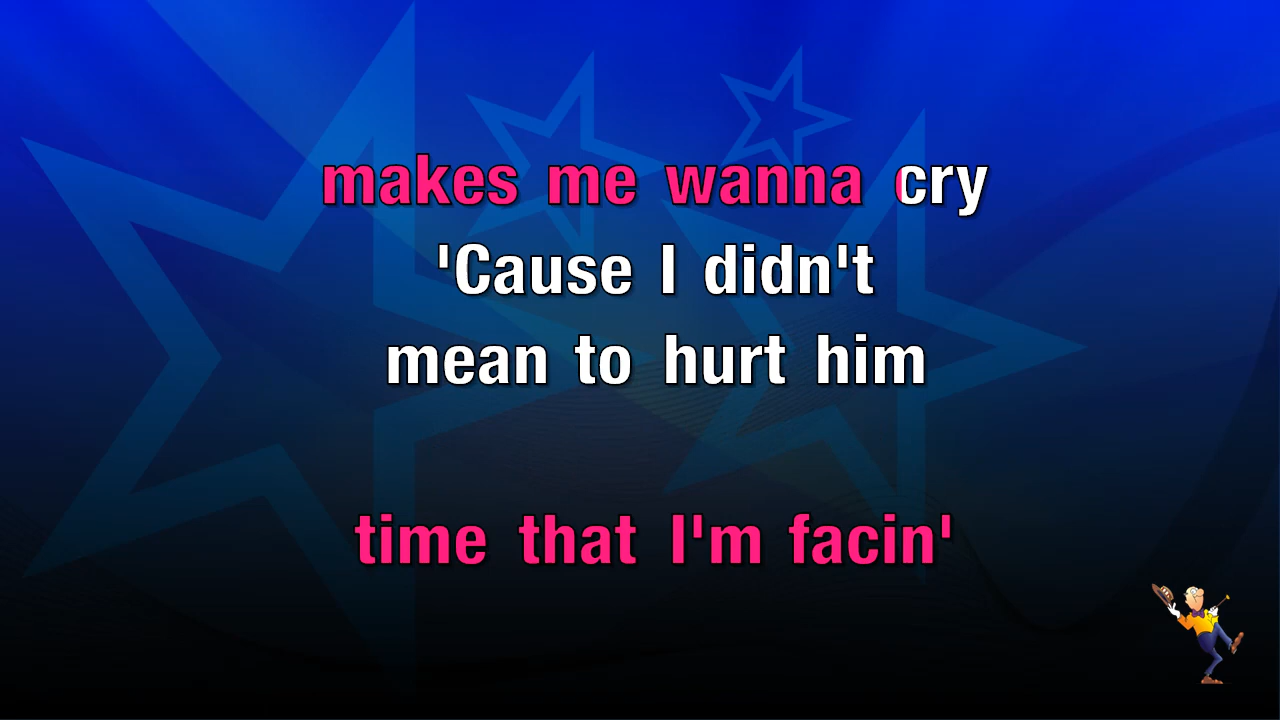 makes me wanna cry
'Cause I didn't
mean to hurt him
time that I'm facin'